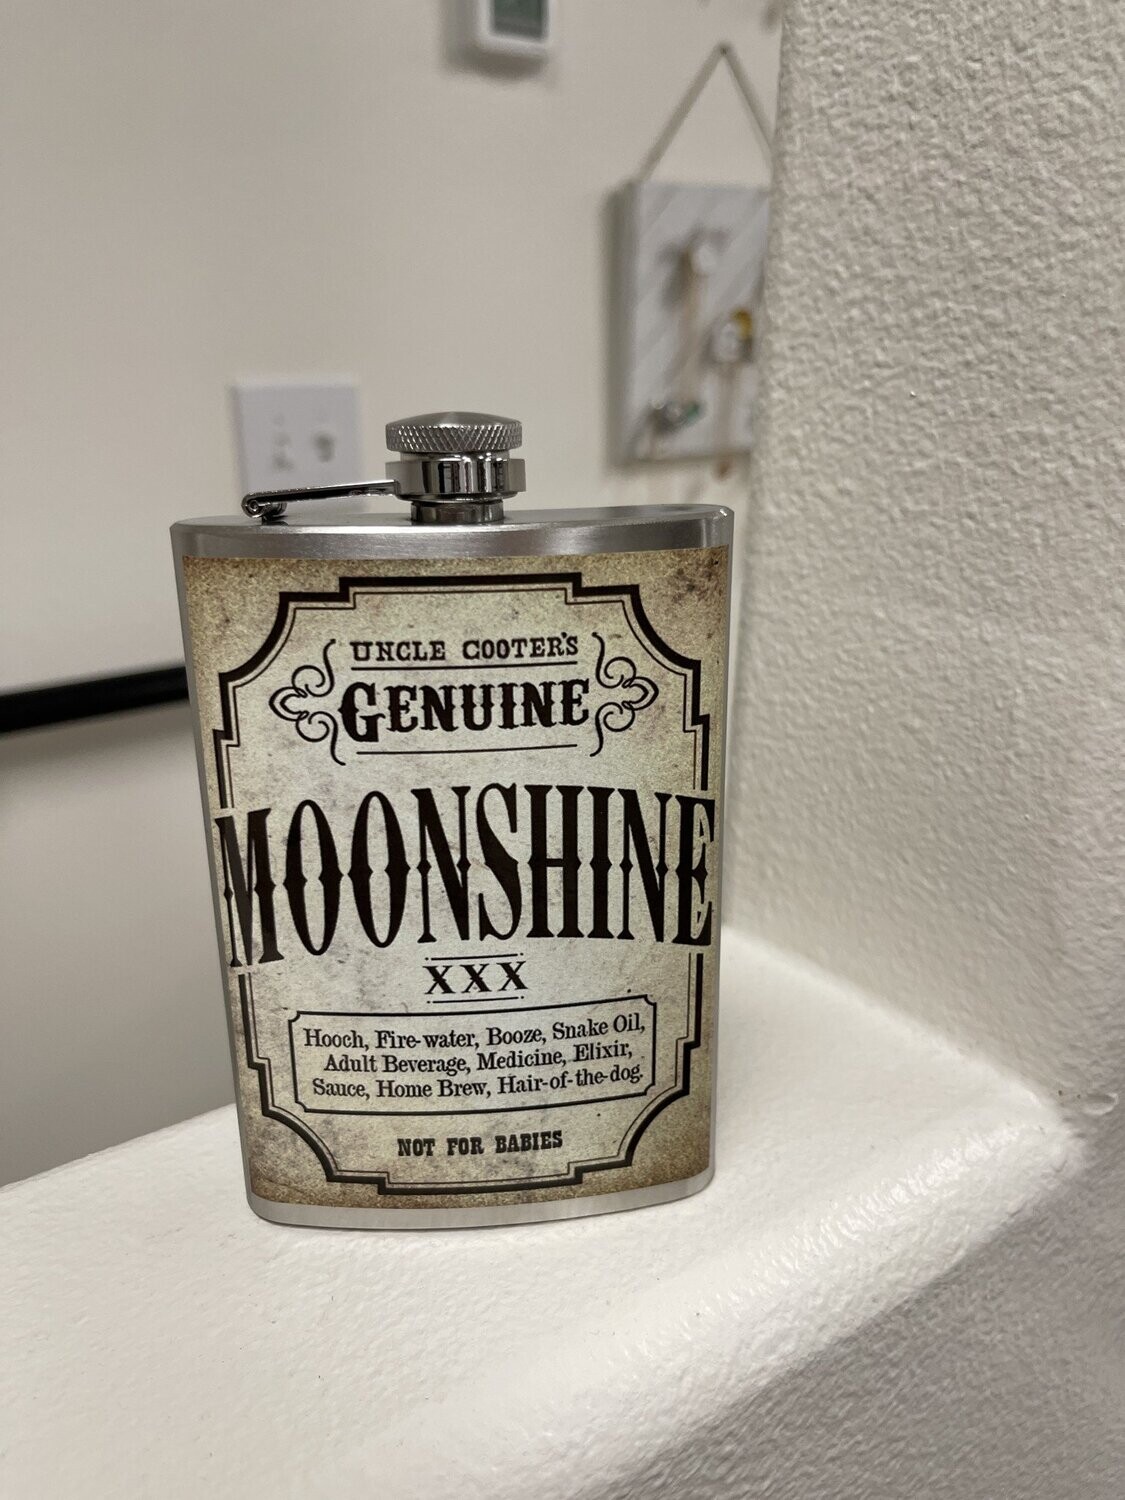 UNCLE COOTER'S
GENUINE
MOONSHINE
XXX
Hooch, Fire-water, Booze, Snake Oil,
Adult Beverage, Medicine, Elixir,
Sauce, Home Brew, Hair-of-the-dog.
NOT FOR BABIES